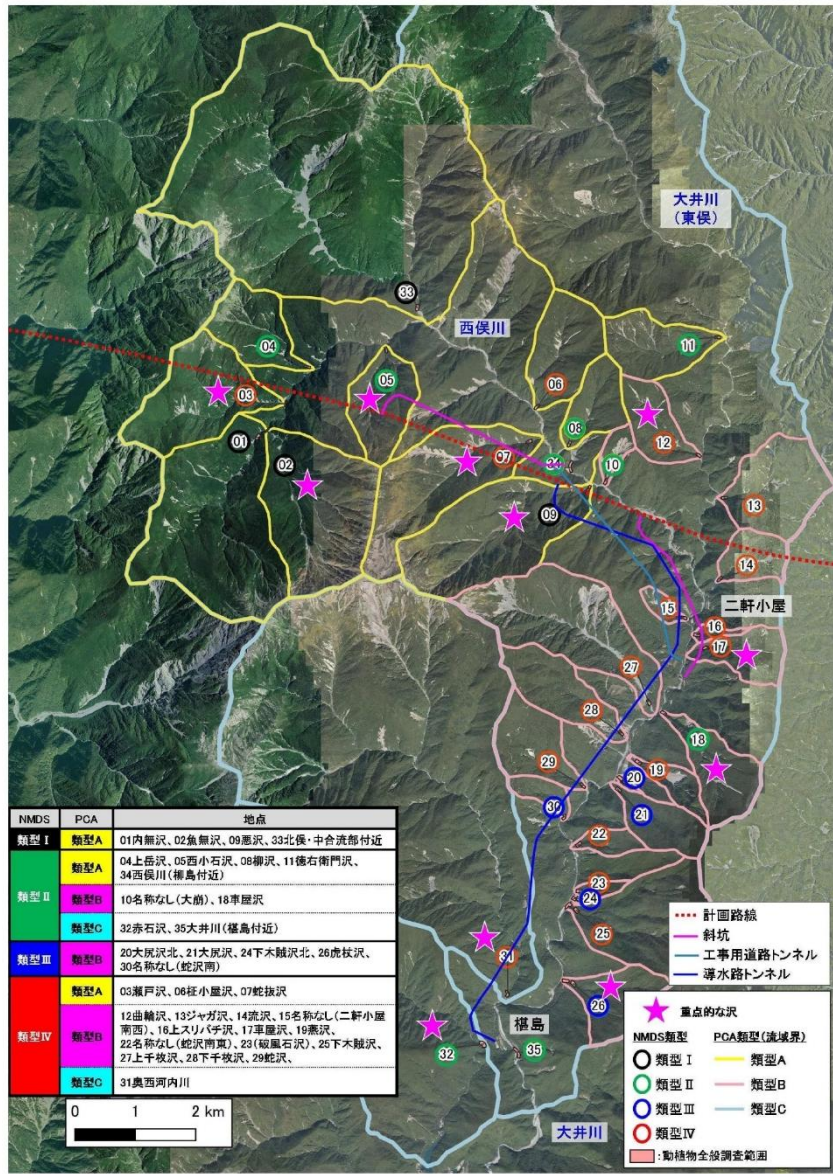 大井川
(東俣)
33
西俣川
11
04
05
06
03
12
08
01
07
34
10
02
13
09
14
二軒小屋
15
16
17
27
18
28
19
29
20
30
21
22
23
24
25
31
26
椹島
32
35
大井川
NMDS PCA 地点
類型Ⅰ 類型A 01内無沢、02魚無沢、09悪沢、33北俣・中合流部付近
類型Ⅱ 類型A 04上岳沢、05西小石沢、08柳沢、11徳右衛門沢、
34西俣川(柳島付近)
類型B 10名称なし(大崩)、18車屋沢
類型C 32赤石沢、35大井川(椹島付近)
類型Ⅲ 類型B 20大尻沢北、21大尻沢、24下木賊沢北、26虎杖沢、
30名称なし(蛇沢南)
類型Ⅳ 類型A 03瀬戸沢、06柾小屋沢、07蛇抜沢
類型B 12曲輪沢、13ジャガ沢、14流沢、15名称なし(二軒小屋
南西)、16上スリバチ沢、17車屋沢、19燕沢、
22名称なし(蛇沢南東)、23(破風石沢)、25下木賊沢、
27上千枚沢、28下千枚沢、29蛇沢、
類型C 31奥西河内川
0 1 2 km
計画路線
斜坑
工事用道路トンネル
導水路トンネル
重点的な沢
NMDS類型 PCA類型(流域界)
類型Ⅰ 類型A
類型Ⅱ 類型B
類型Ⅲ 類型C
類型Ⅳ
:動植物全般調査範囲